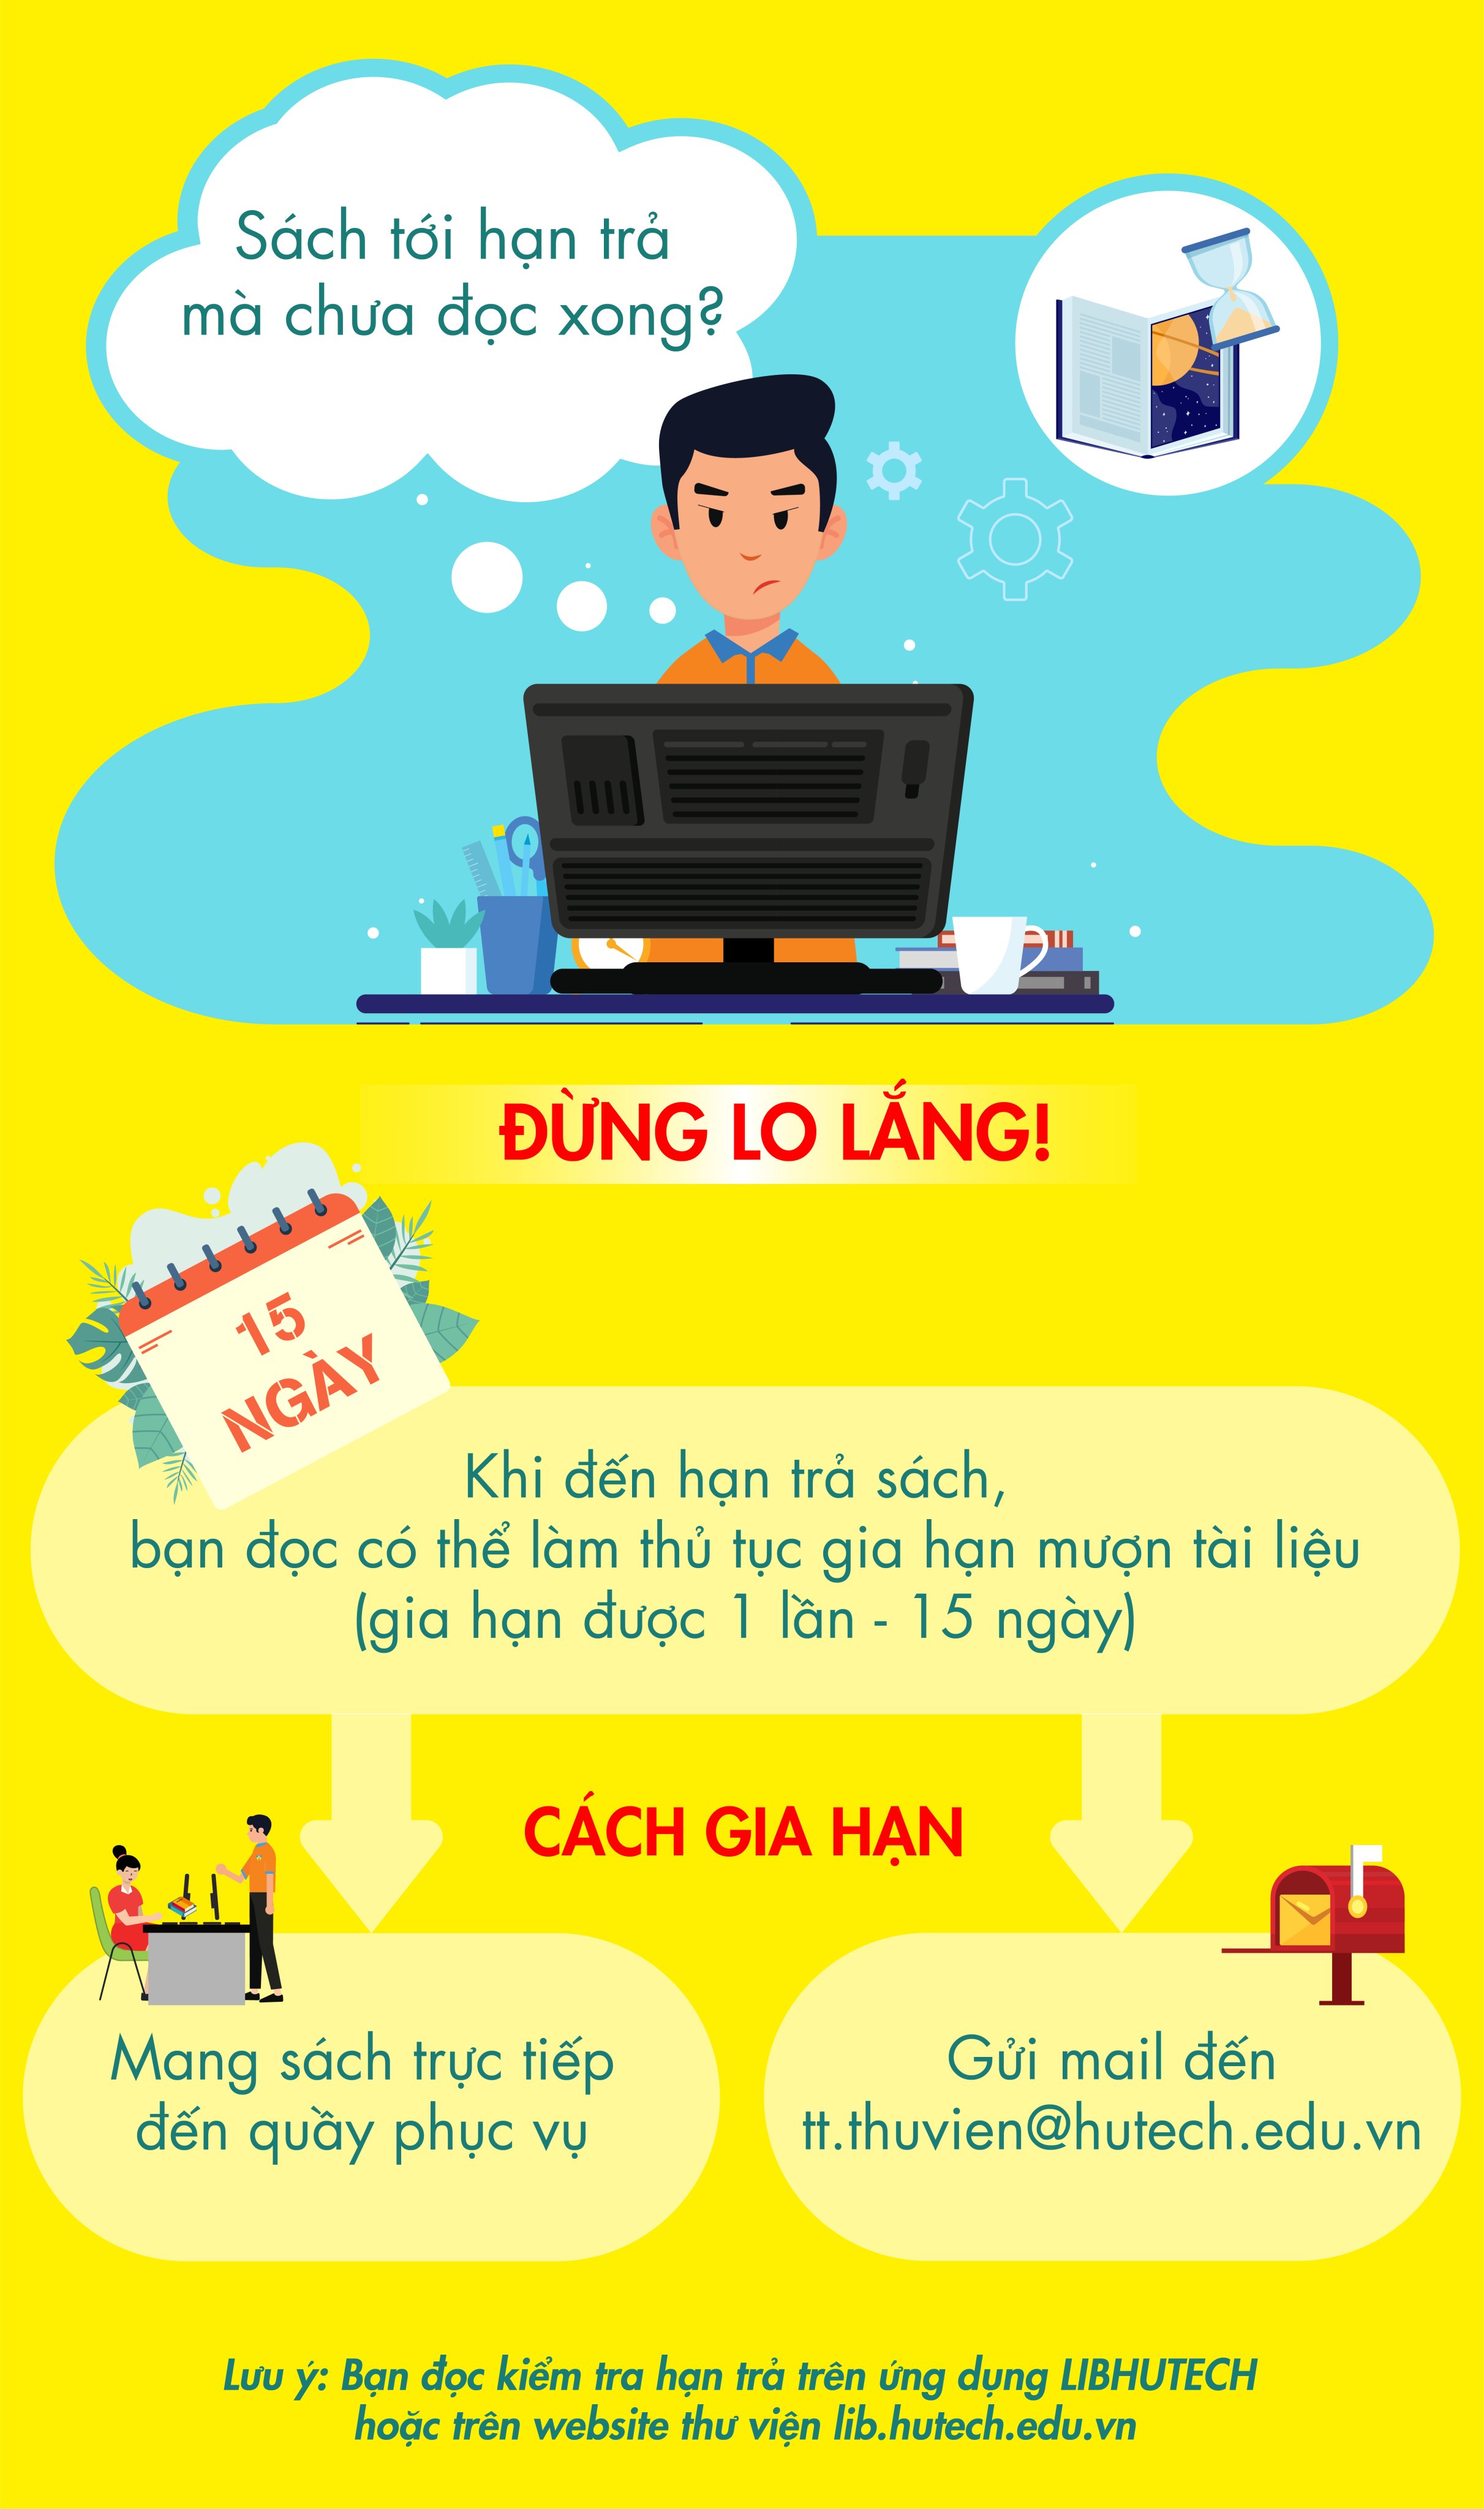 Sách tới hạn trả
mà chưa đọc xong?
ĐỪNG LO LẮNG!
15
NGÀY
Khi đến hạn trả sách,
bạn đọc có thể làm thủ tục gia hạn mượn tài liệu
(gia hạn được 1 lần - 15 ngày)
CÁCH GIA HẠN
Mang sách trực tiếp
đến quầy phục vụ
Gửi mail đến
tt.thuvien@hutech.edu.vn
Lưu ý: Bạn đọc kiểm tra hạn trả trên ứng dụng LIBHUTECH
hoặc trên website thư viện lib.hutech.edu.vn